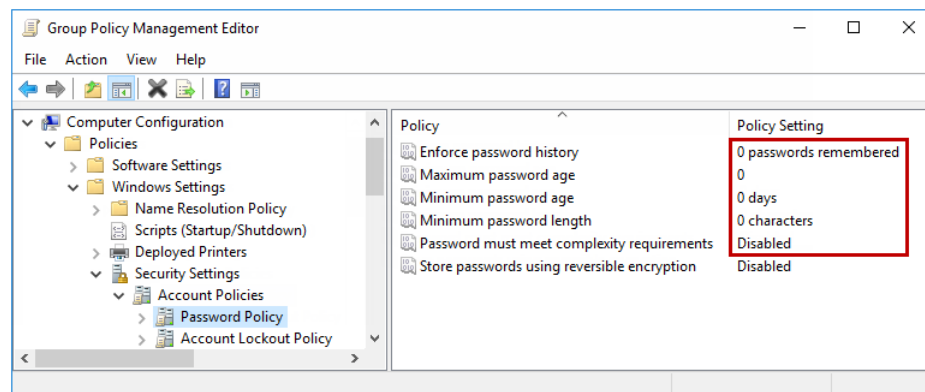 Group Policy Management Editor
File Action View Help
Computer Configuration
Policies
Software Settings
Windows Settings
Name Resolution Policy
Scripts (Startup/Shutdown)
Deployed Printers
Security Settings
Account Policies
Password Policy
Account Lockout Policy
Policy Policy Setting
Enforce password history 0 passwords remembered
Maximum password age 0
Minimum password age 0 days
Minimum password length 0 characters
Password must meet complexity requirements Disabled
Store passwords using reversible encryption Disabled